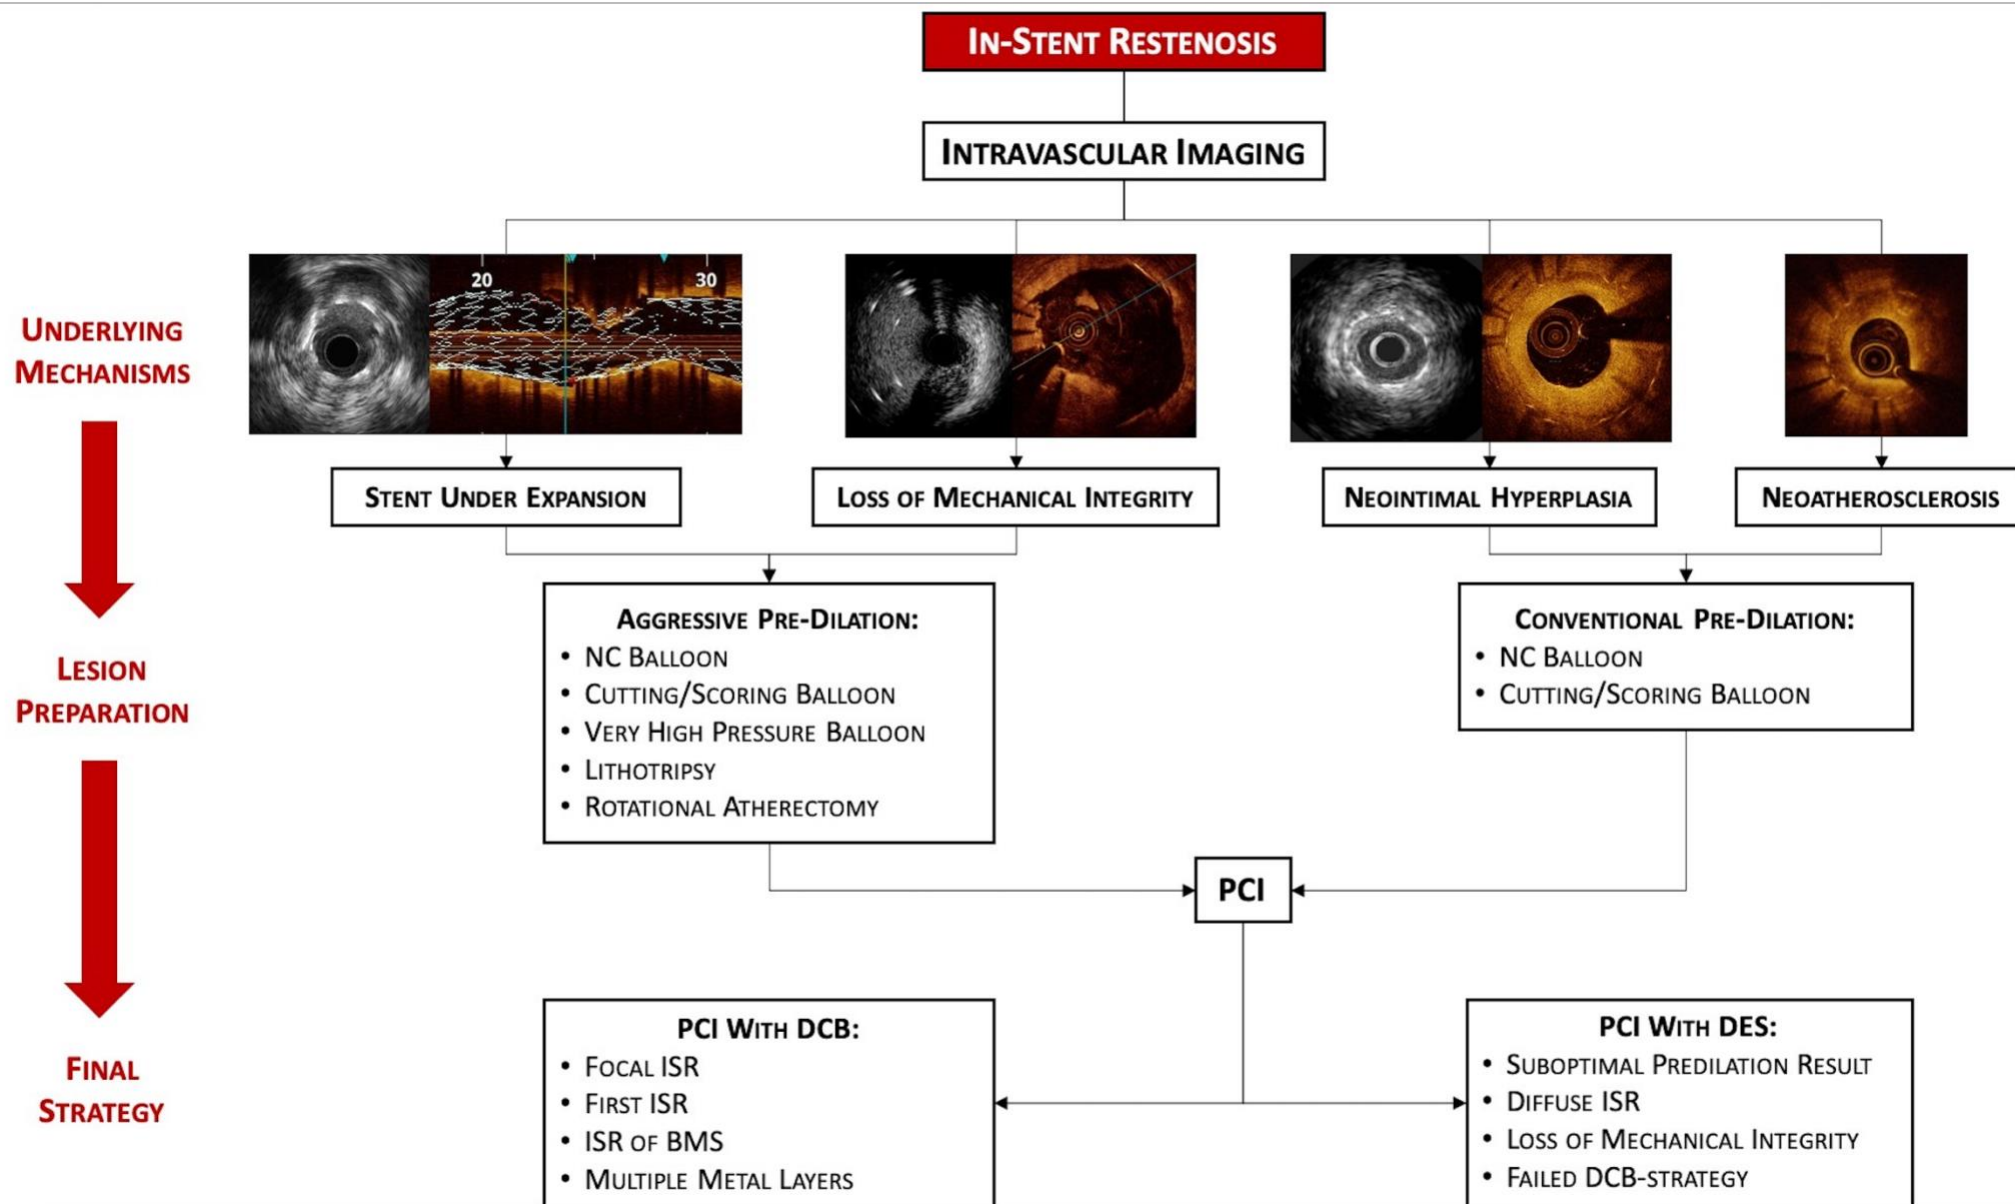 IN-STENT RESTENOSIS
INTRAVASCULAR IMAGING
20
30
UNDERLYING
MECHANISMS
STENT UNDER EXPANSION
LOSS OF MECHANICAL INTEGRITY
NEOINTIMAL HYPERPLASIA
NEOATHEROSCLEROSIS
LESION
PREPARATION
AGGRESSIVE PRE-DILATION:
• NC BALLOON
• CUTTING/SCORING BALLOON
• VERY HIGH PRESSURE BALLOON
• LITHOTRIPSY
• ROTATIONAL ATHERECTOMY
CONVENTIONAL PRE-DILATION:
• NC BALLOON
• CUTTING/SCORING BALLOON
PCI
FINAL
STRATEGY
PCI WITH DCB:
• FOCAL ISR
• FIRST ISR
• ISR OF BMS
• MULTIPLE METAL LAYERS
PCI WITH DES:
• SUBOPTIMAL PREDILATION RESULT
• DIFFUSE ISR
• LOSS OF MECHANICAL INTEGRITY
• FAILED DCB-STRATEGY